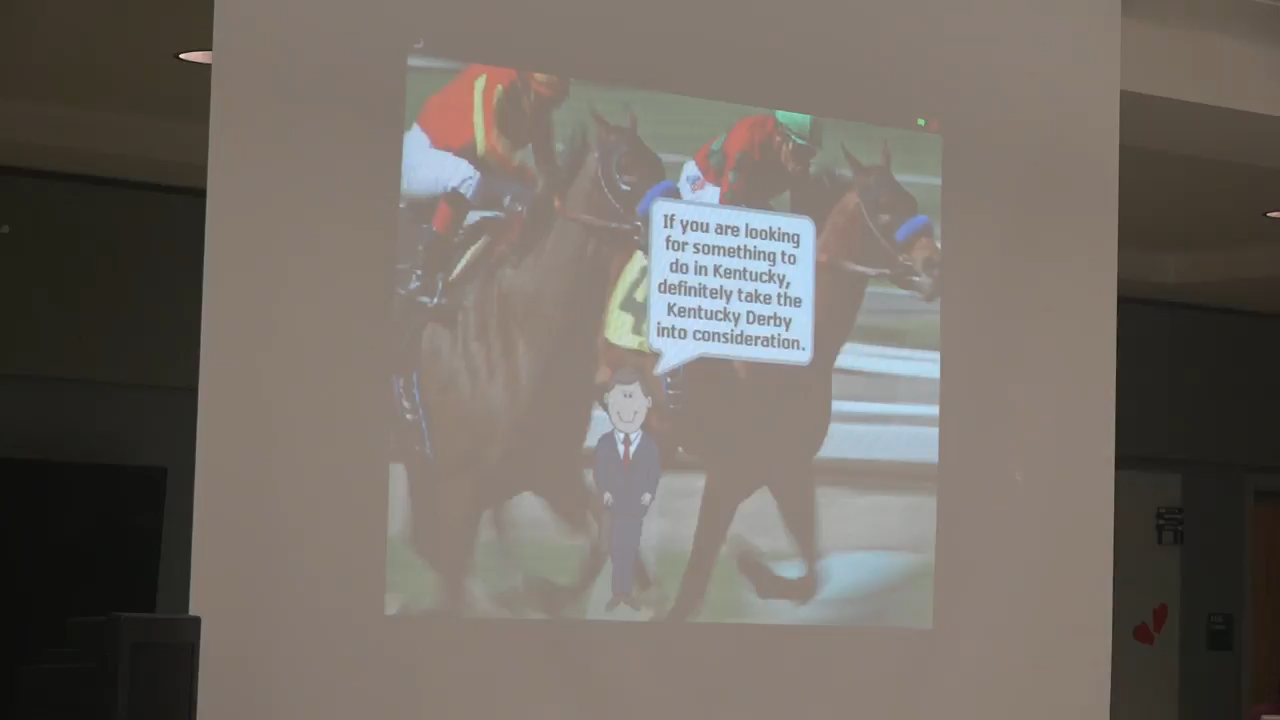 If you are looking
for something to
do in Kentucky,
definitely take the
Kentucky Derby
into consideration.